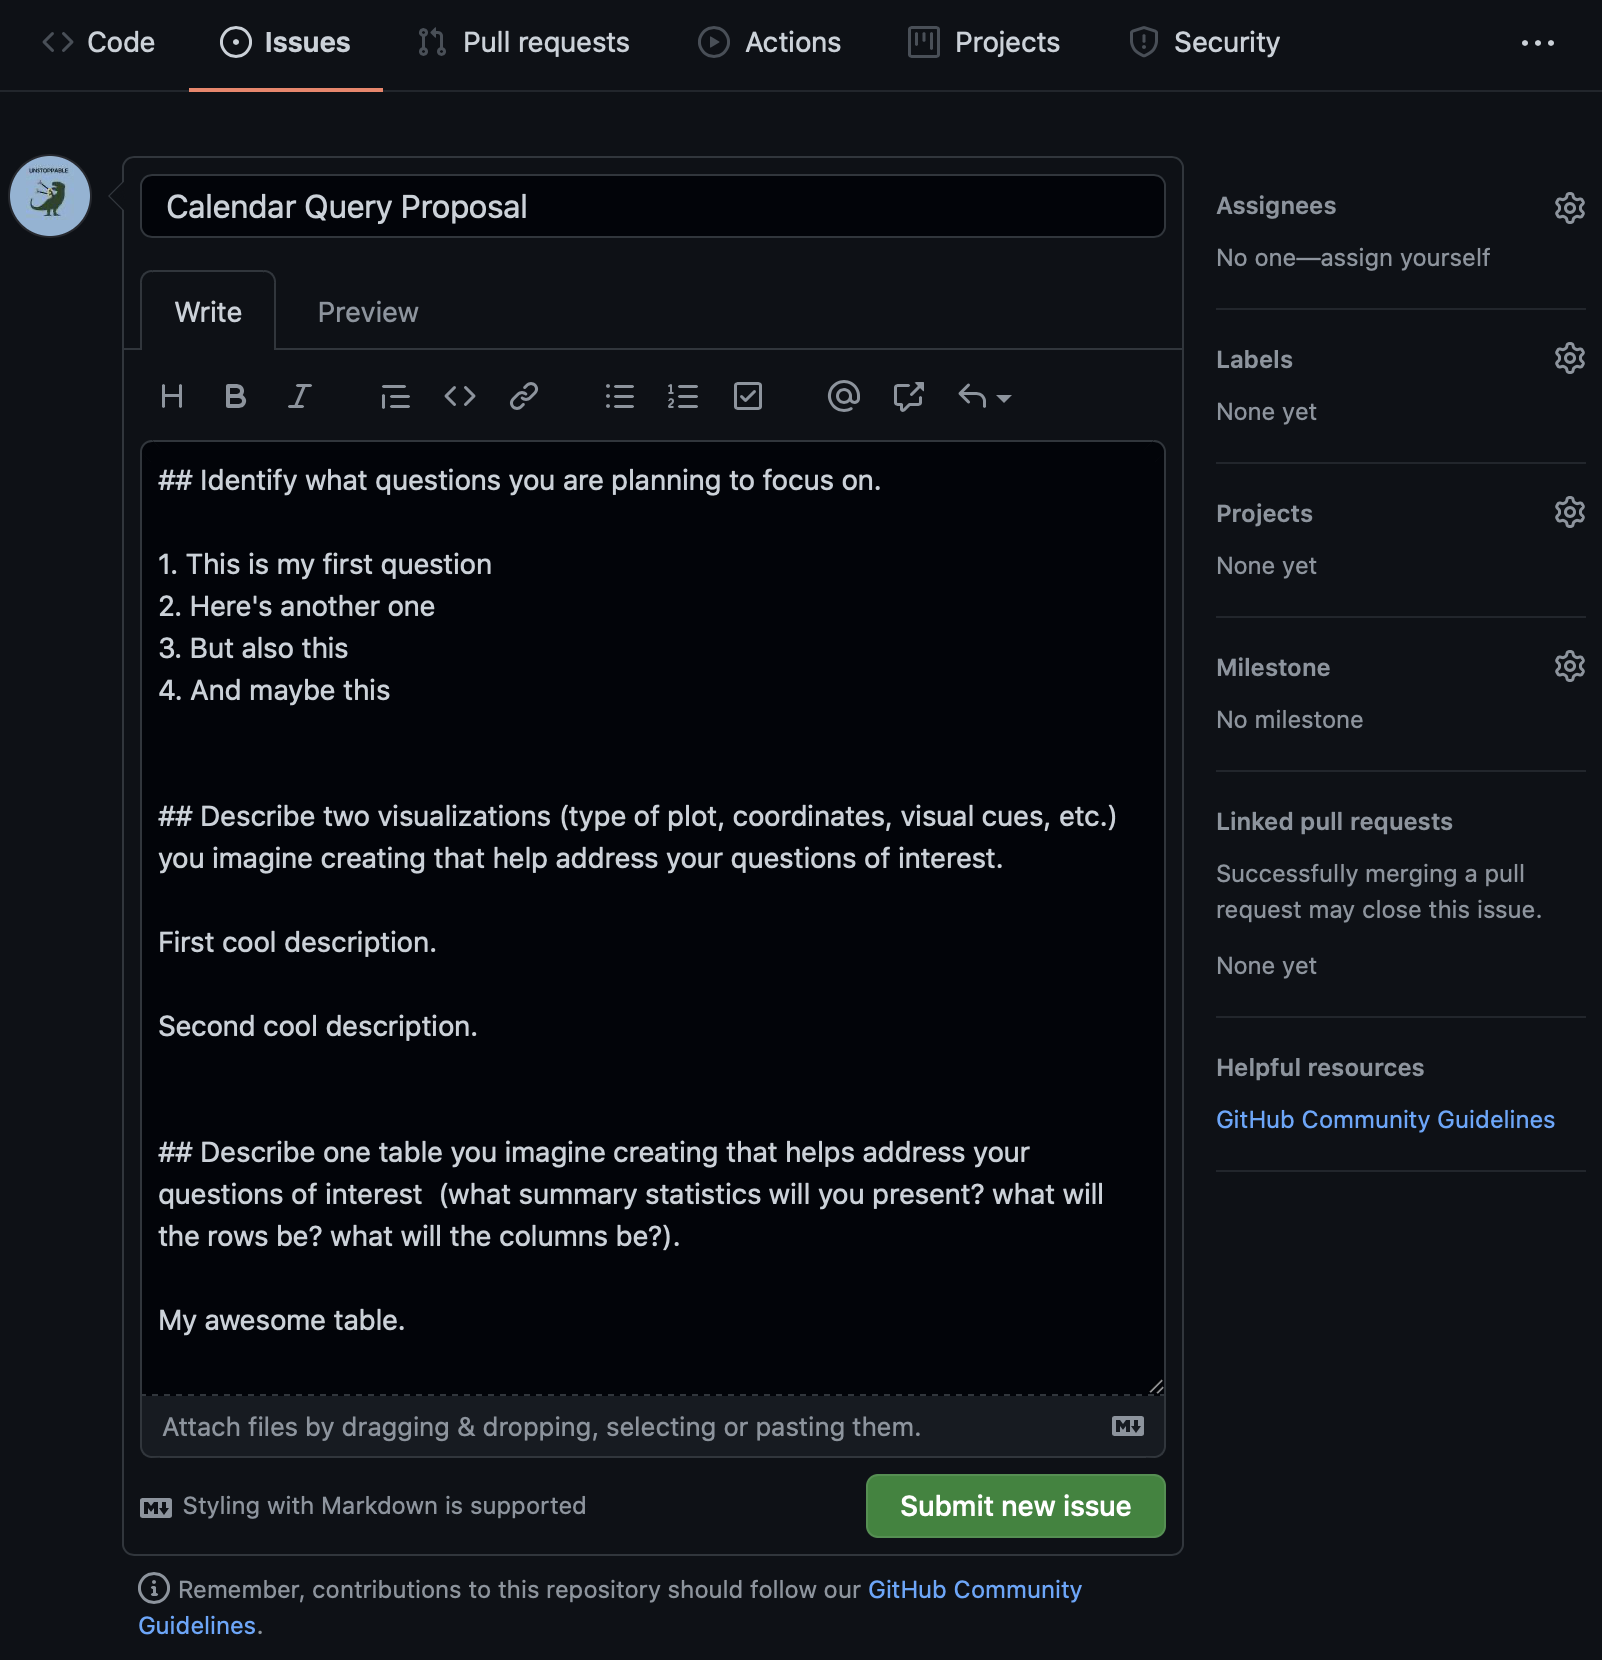 Code Issues Pull requests Actions Projects Security
UNSTOPPABLE
Calendar Query Proposal
Write Preview
## Identify what questions you are planning to focus on.
1. This is my first question
2. Here's another one
3. But also this
4. And maybe this
## Describe two visualizations (type of plot, coordinates, visual cues, etc.)
you imagine creating that help address your questions of interest.
First cool description.
Second cool description.
## Describe one table you imagine creating that helps address your
questions of interest  (what summary statistics will you present? what will
the rows be? what will the columns be?).
My awesome table.
Attach files by dragging & dropping, selecting or pasting them.
Styling with Markdown is supported
Submit new issue
Remember, contributions to this repository should follow our GitHub Community
Guidelines.
Assignees
No one—assign yourself
Labels
None yet
Projects
None yet
Milestone
No milestone
Linked pull requests
Successfully merging a pull
request may close this issue.
None yet
Helpful resources
GitHub Community Guidelines